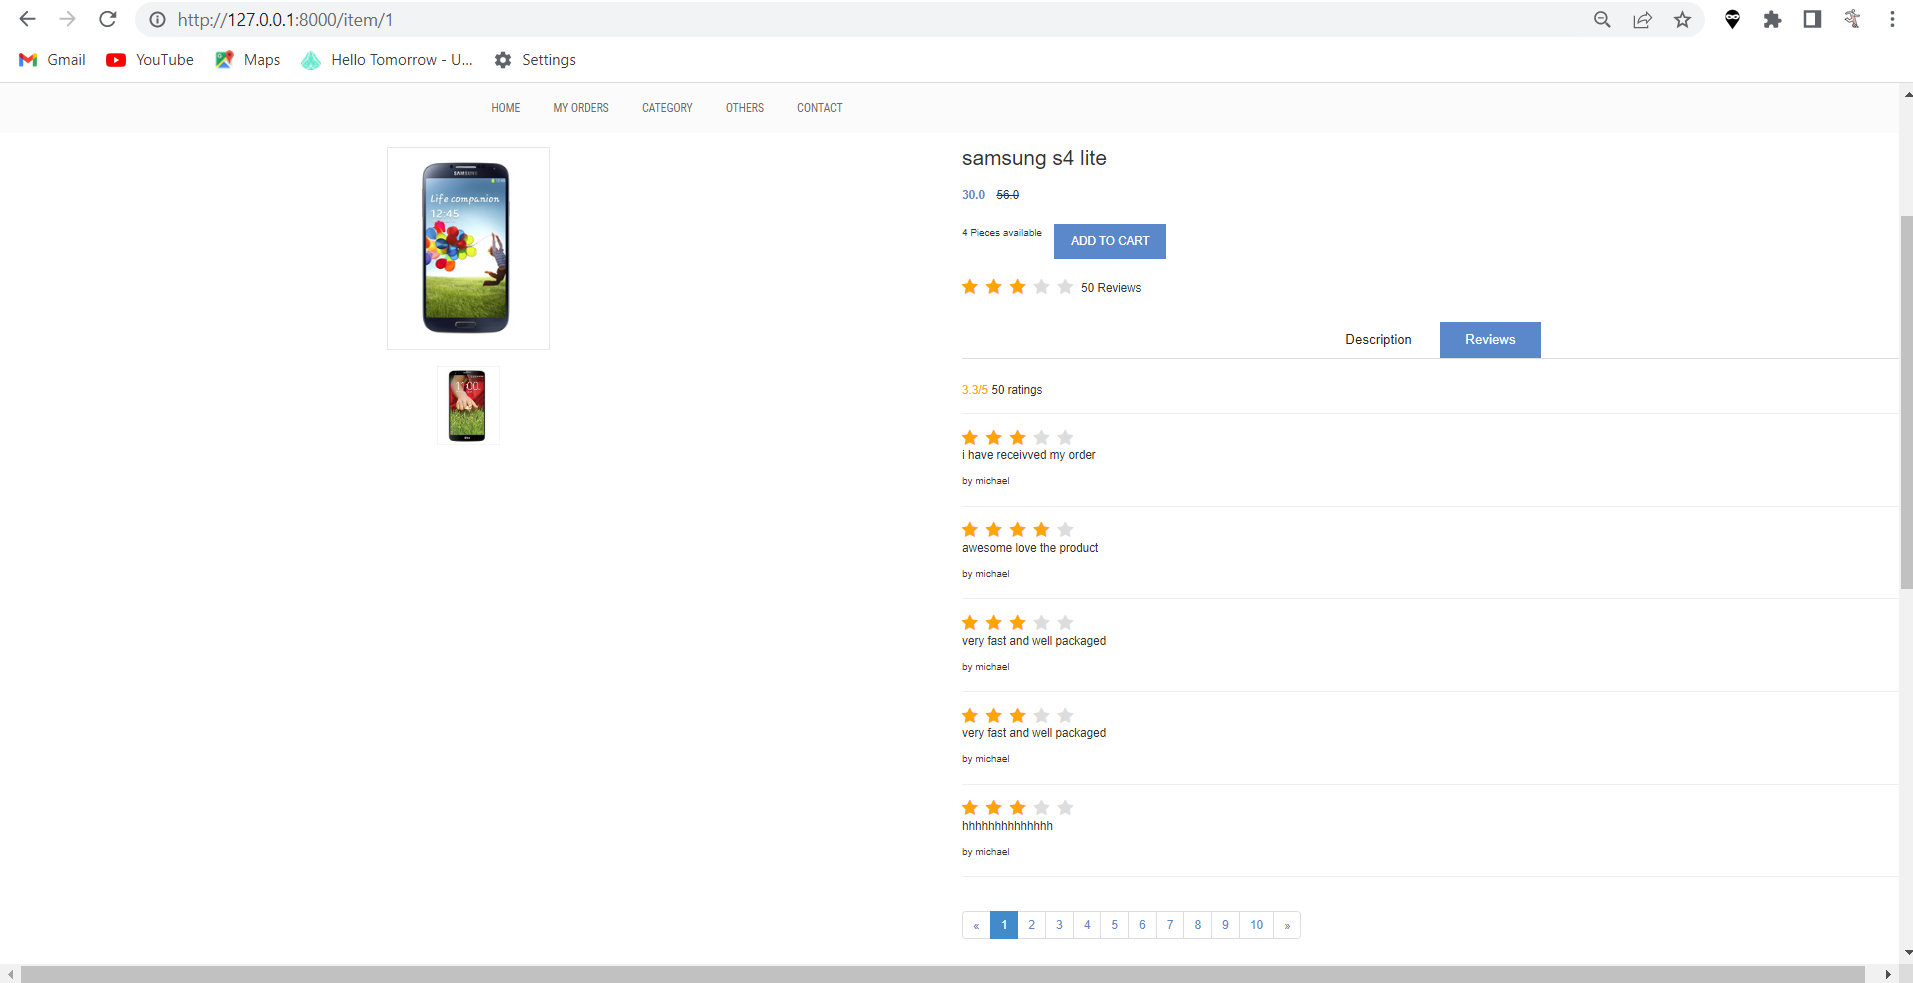 http://127.0.0.1:8000/item/1
Gmail YouTube Maps Hello Tomorrow - U... Settings
HOME MY ORDERS CATEGORY OTHERS CONTACT
SAMSUNG
Life companion
12:45
11:00
samsung s4 lite
30.0 56.0
4 Pieces available ADD TO CART
50 Reviews
Description Reviews
3.3/5 50 ratings
i have receivved my order
by michael
awesome love the product
by michael
very fast and well packaged
by michael
very fast and well packaged
by michael
hhhhhhhhhhhhhh
by michael
« 1 2 3 4 5 6 7 8 9 10 »